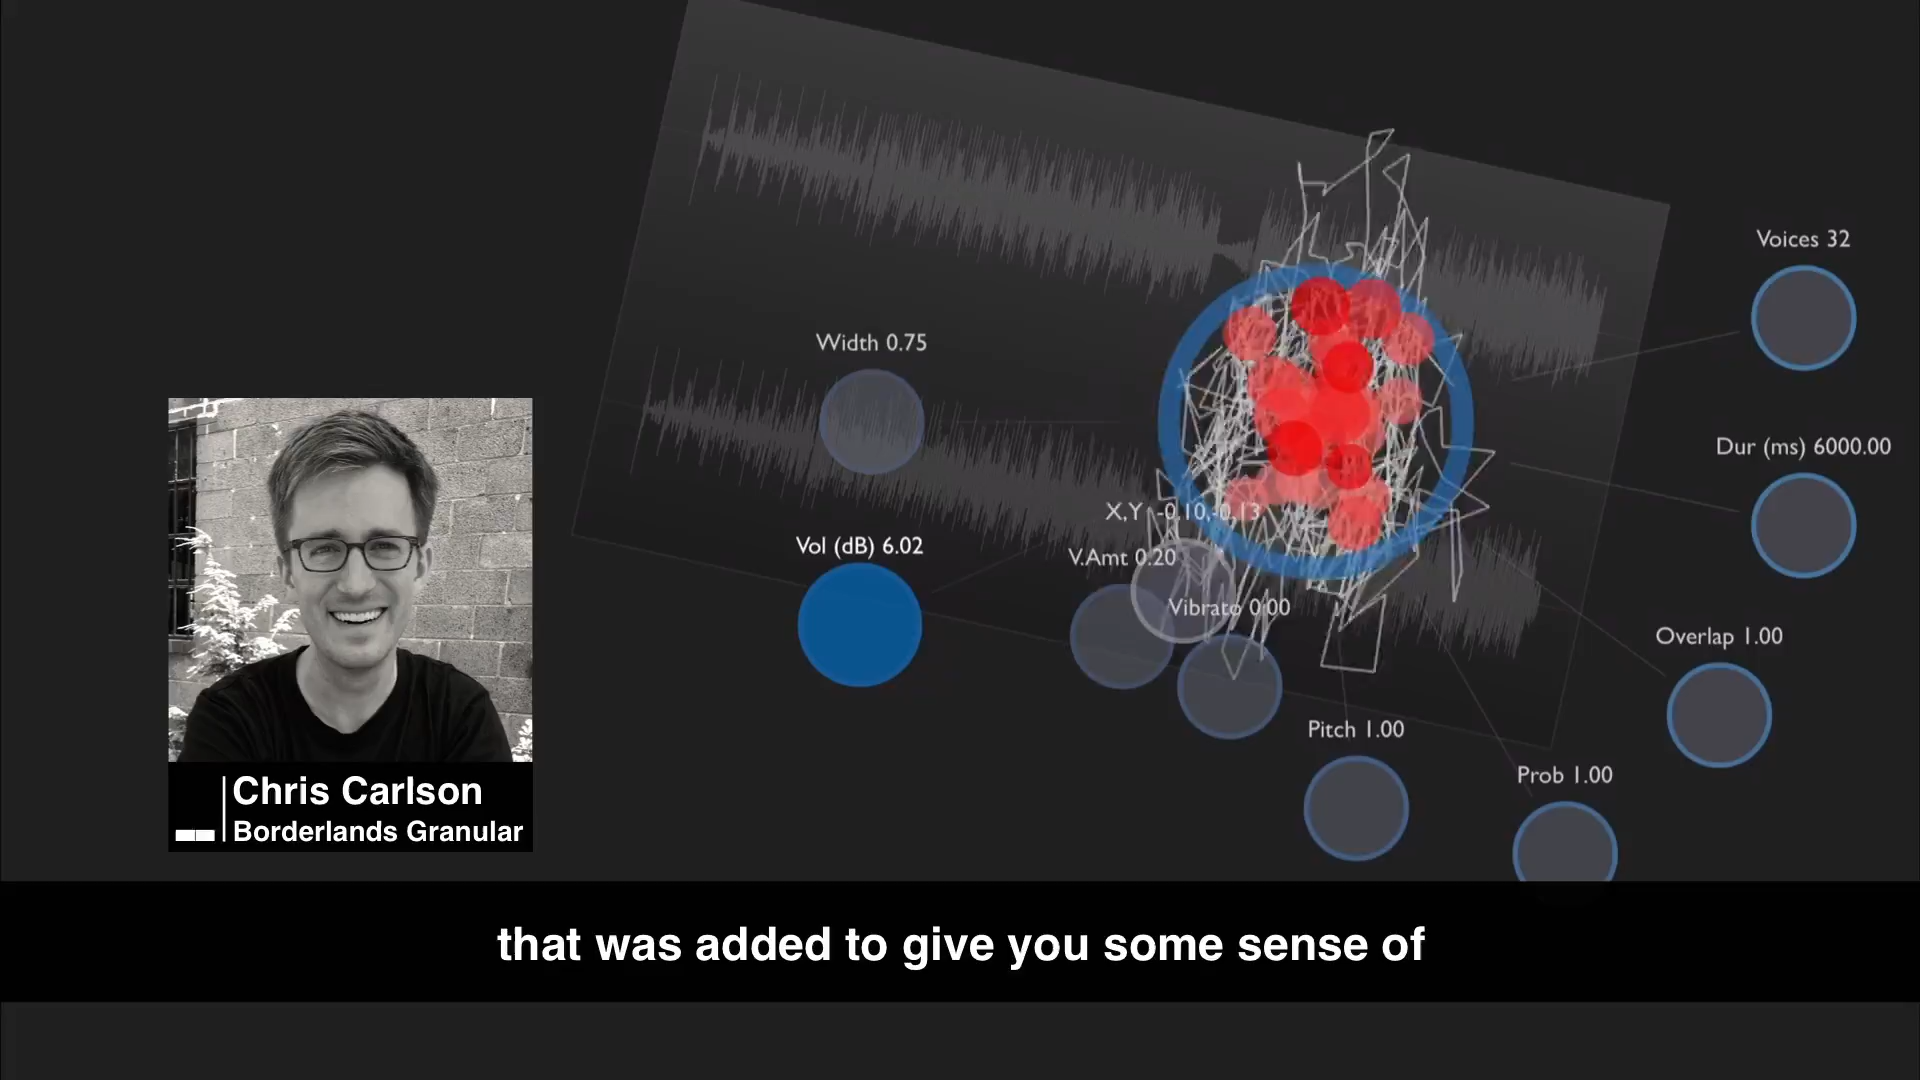 Voices 32
Width 0.75
Dur (ms) 6000.00
X,Y -0.10,-0.13
Vol (dB) 6.02
V.Amt 0.20
Vibrato 0.00
Overlap 1.00
Pitch 1.00
Prob 1.00
Chris Carlson
Borderlands Granular
that was added to give you some sense of